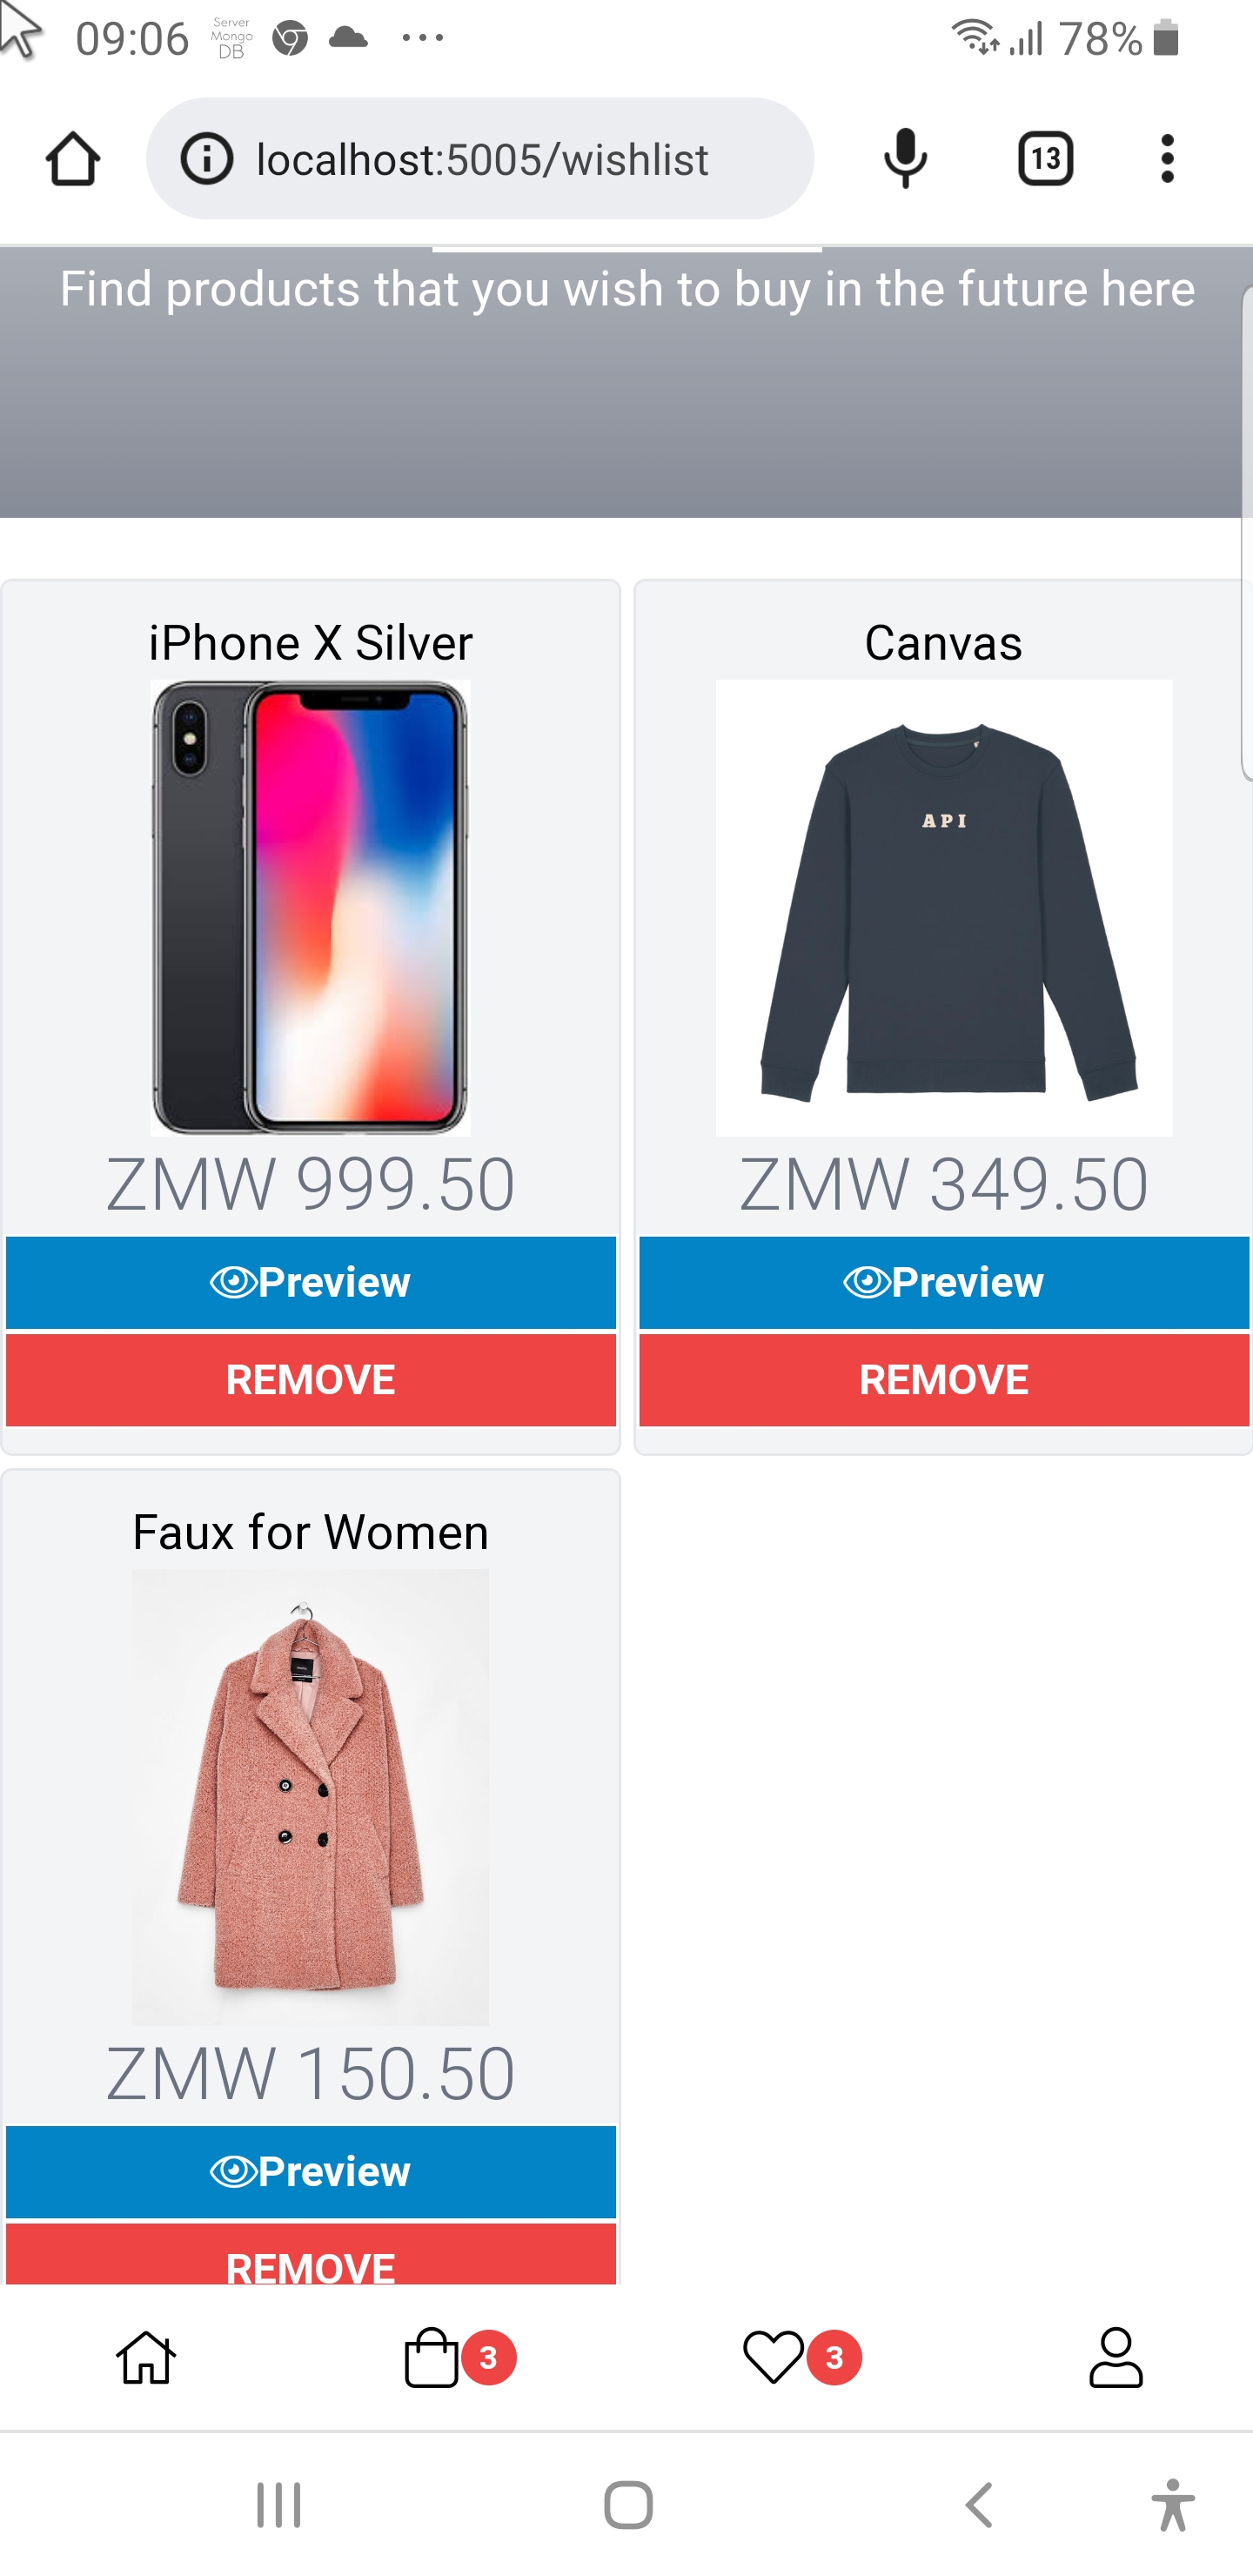 09:06 Server Mongo DB 78%
localhost:5005/wishlist 13
Find products that you wish to buy in the future here
iPhone X Silver
Canvas
API
ZMW 999.50
ZMW 349.50
Preview
Preview
REMOVE
REMOVE
Faux for Women
ZMW 150.50
Preview
REMOVE
3
3